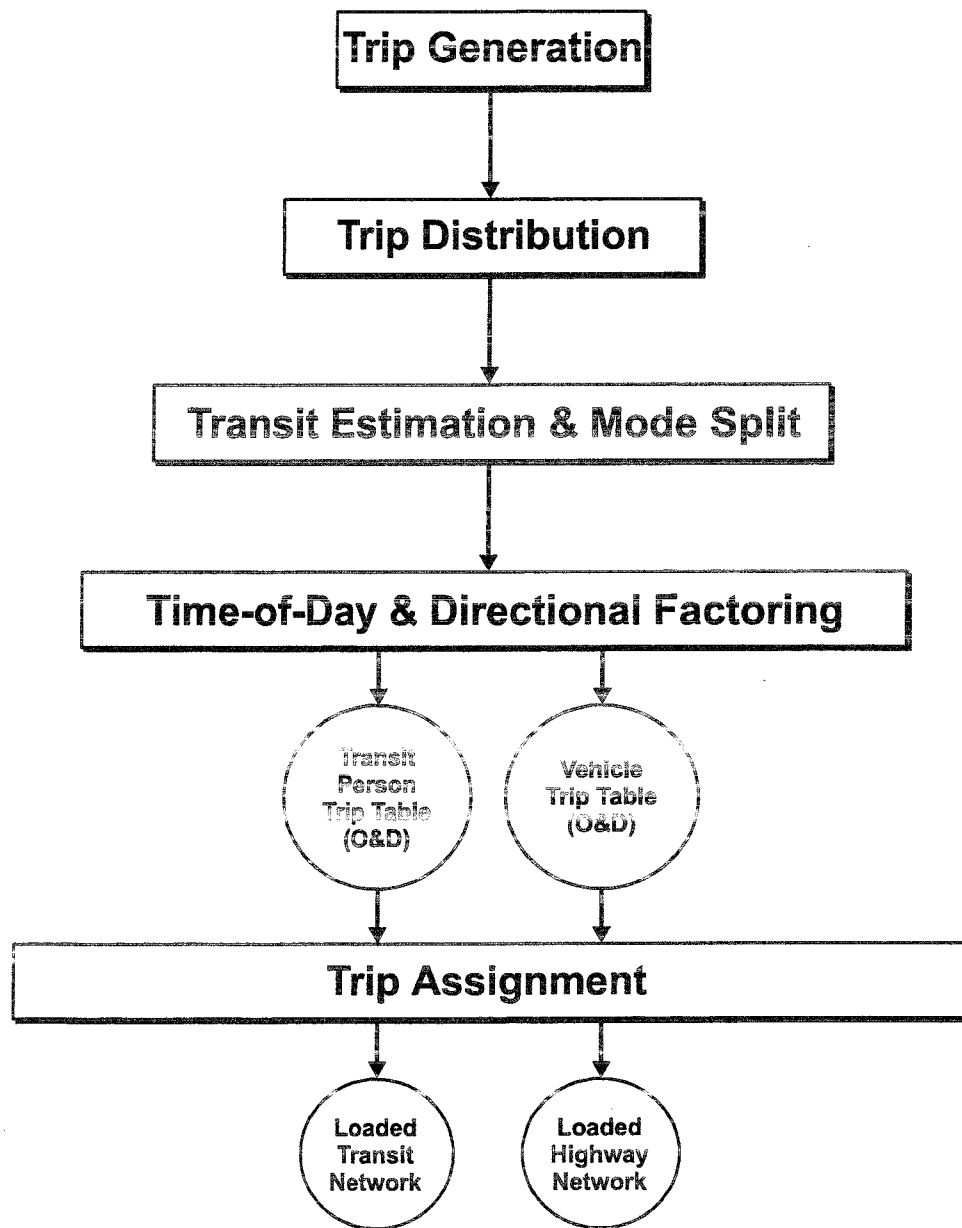 Trip Generation
Trip Distribution
Transit Estimation & Mode Split
Time-of-Day & Directional Factoring
Transit
Person
Trip Table
(O&D)
Vehicle
Trip Table
(O&D)
Trip Assignment
Loaded
Transit
Network
Loaded
Highway
Network